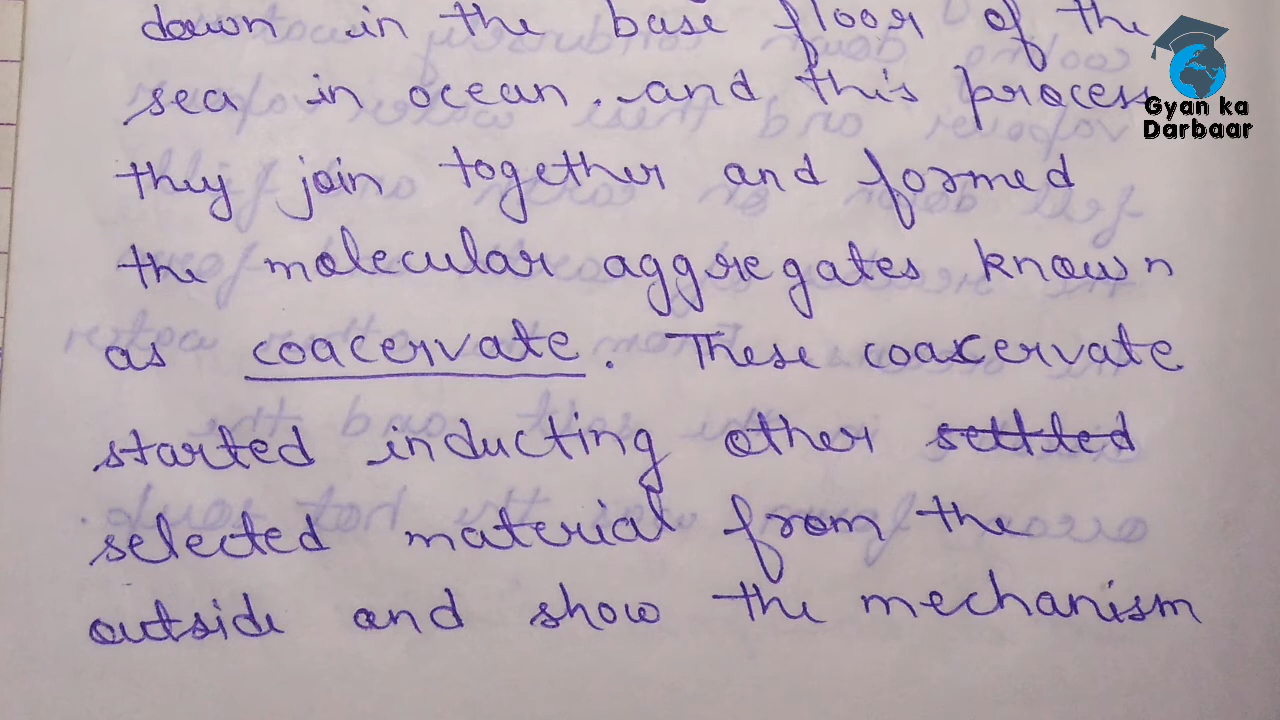 down in the base floor of the
sea in ocean. and this process
Gyan ka
Darbaar
they join together and formed
the molecular aggregates known
as coacervate. These coacervate
started inducting other settled
selected material from the
outside and show the mechanism